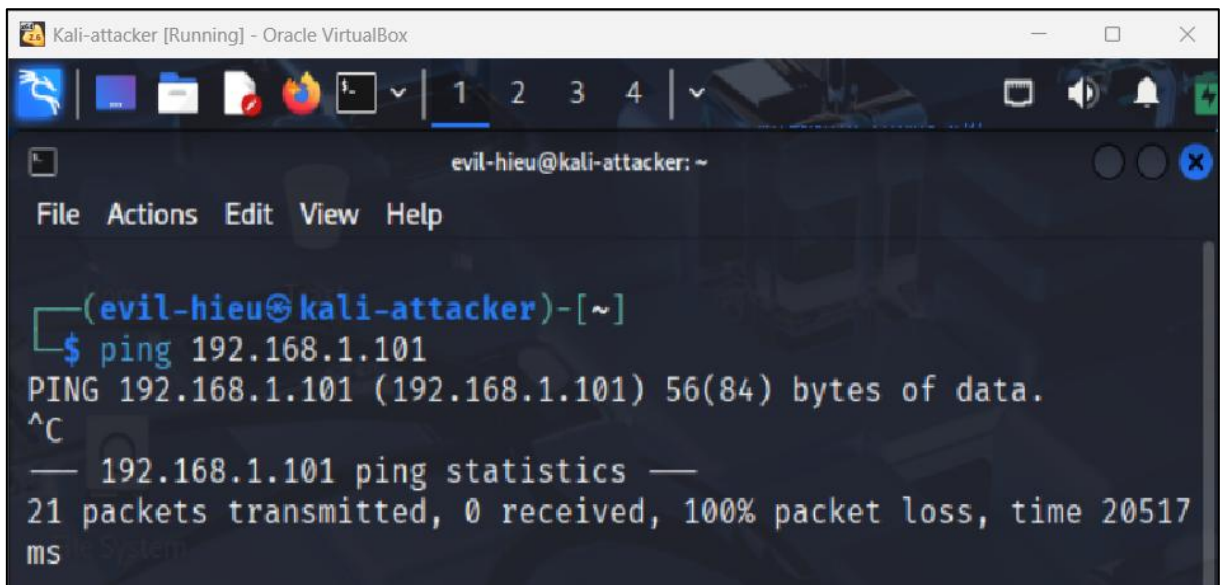 Kali-attacker [Running] - Oracle VirtualBox
1 2 3 4
evil-hieu@kali-attacker: ~
File Actions Edit View Help
(evil-hieu㉿kali-attacker)-[~]
$ ping 192.168.1.101
PING 192.168.1.101 (192.168.1.101) 56(84) bytes of data.
^C
— 192.168.1.101 ping statistics —
21 packets transmitted, 0 received, 100% packet loss, time 20517
ms